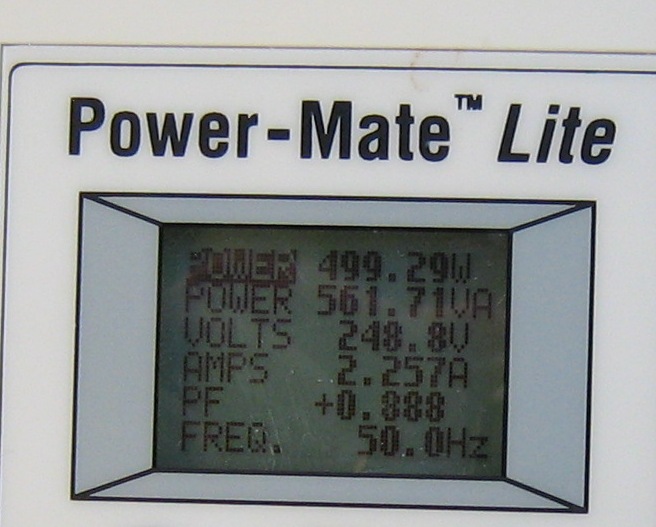 Power-Mate™ Lite
POWER 499.29W
POWER 561.71VA
VOLTS 248.8V
AMPS 2.257A
PF +0.888
FREQ. 50.0Hz